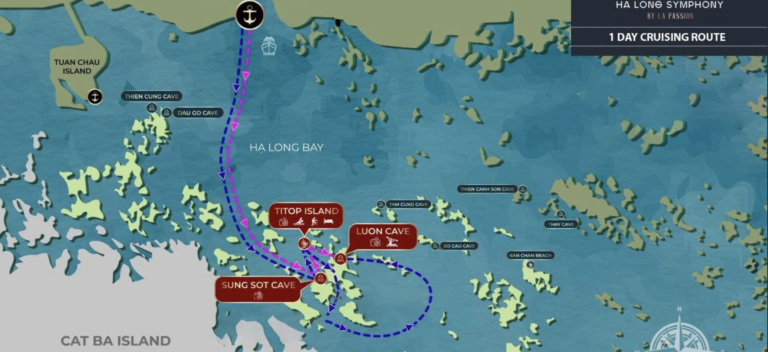 HA LONG SYMPHONY
BY LA PASSION
1 DAY CRUISING ROUTE
TUAN CHAU
ISLAND
THIEN CUNG CAVE
DAU GO CAVE
HA LONG BAY
THIEN CANH SON CAVE
TAM CUNG CAVE
TITOP ISLAND
THAY CAVE
LUON CAVE
BO CAU CAVE
BAN CHAN BEACH
SUNG SOT CAVE
CAT BA ISLAND
N